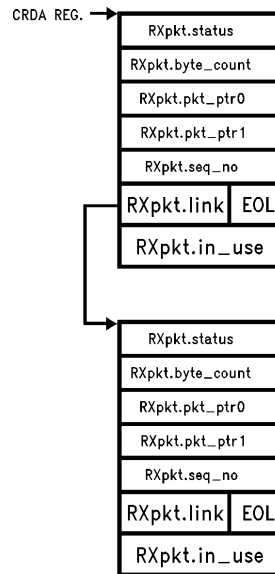 CRDA REG.
RXpkt.status
RXpkt.byte_count
RXpkt.pkt_ptr0
RXpkt.pkt_ptr1
RXpkt.seq_no
RXpkt.link EOL
RXpkt.in_use
RXpkt.status
RXpkt.byte_count
RXpkt.pkt_ptr0
RXpkt.pkt_ptr1
RXpkt.seq_no
RXpkt.link EOL
RXpkt.in_use